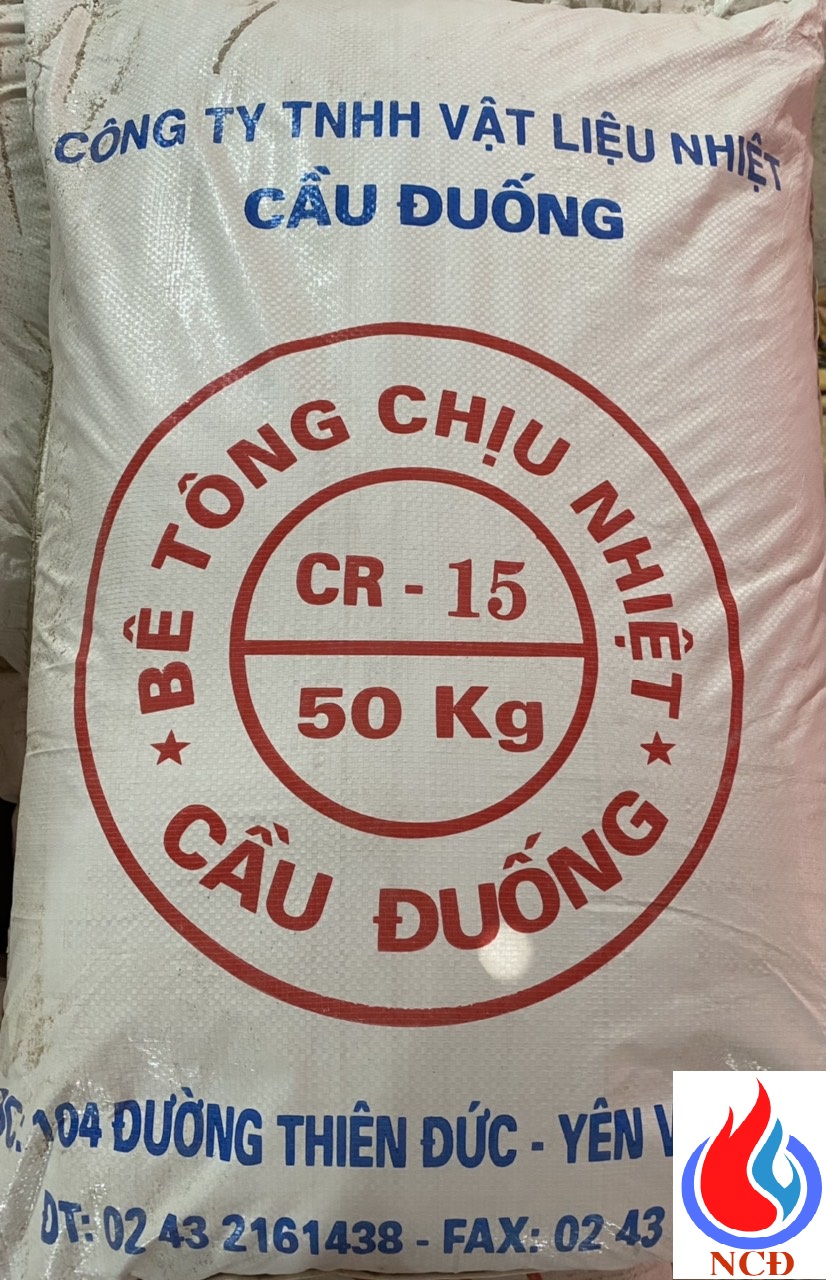 CÔNG TY TNHH VẬT LIỆU NHIỆT
CẦU ĐUỐNG
BÊ TÔNG CHỊU NHIỆT
CR - 15
50 Kg
★ CẦU ĐUỐNG ★
104 ĐƯỜNG THIÊN ĐỨC - YÊN
ĐT: 02 43 2161438 - FAX: 02 43
NCĐ